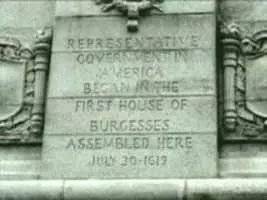 REPRESENTATIVE
GOVERNMENT IN
AMERICA
BEGAN IN THE
FIRST HOUSE OF
BURGESSES
ASSEMBLED HERE
JULY 30-1619